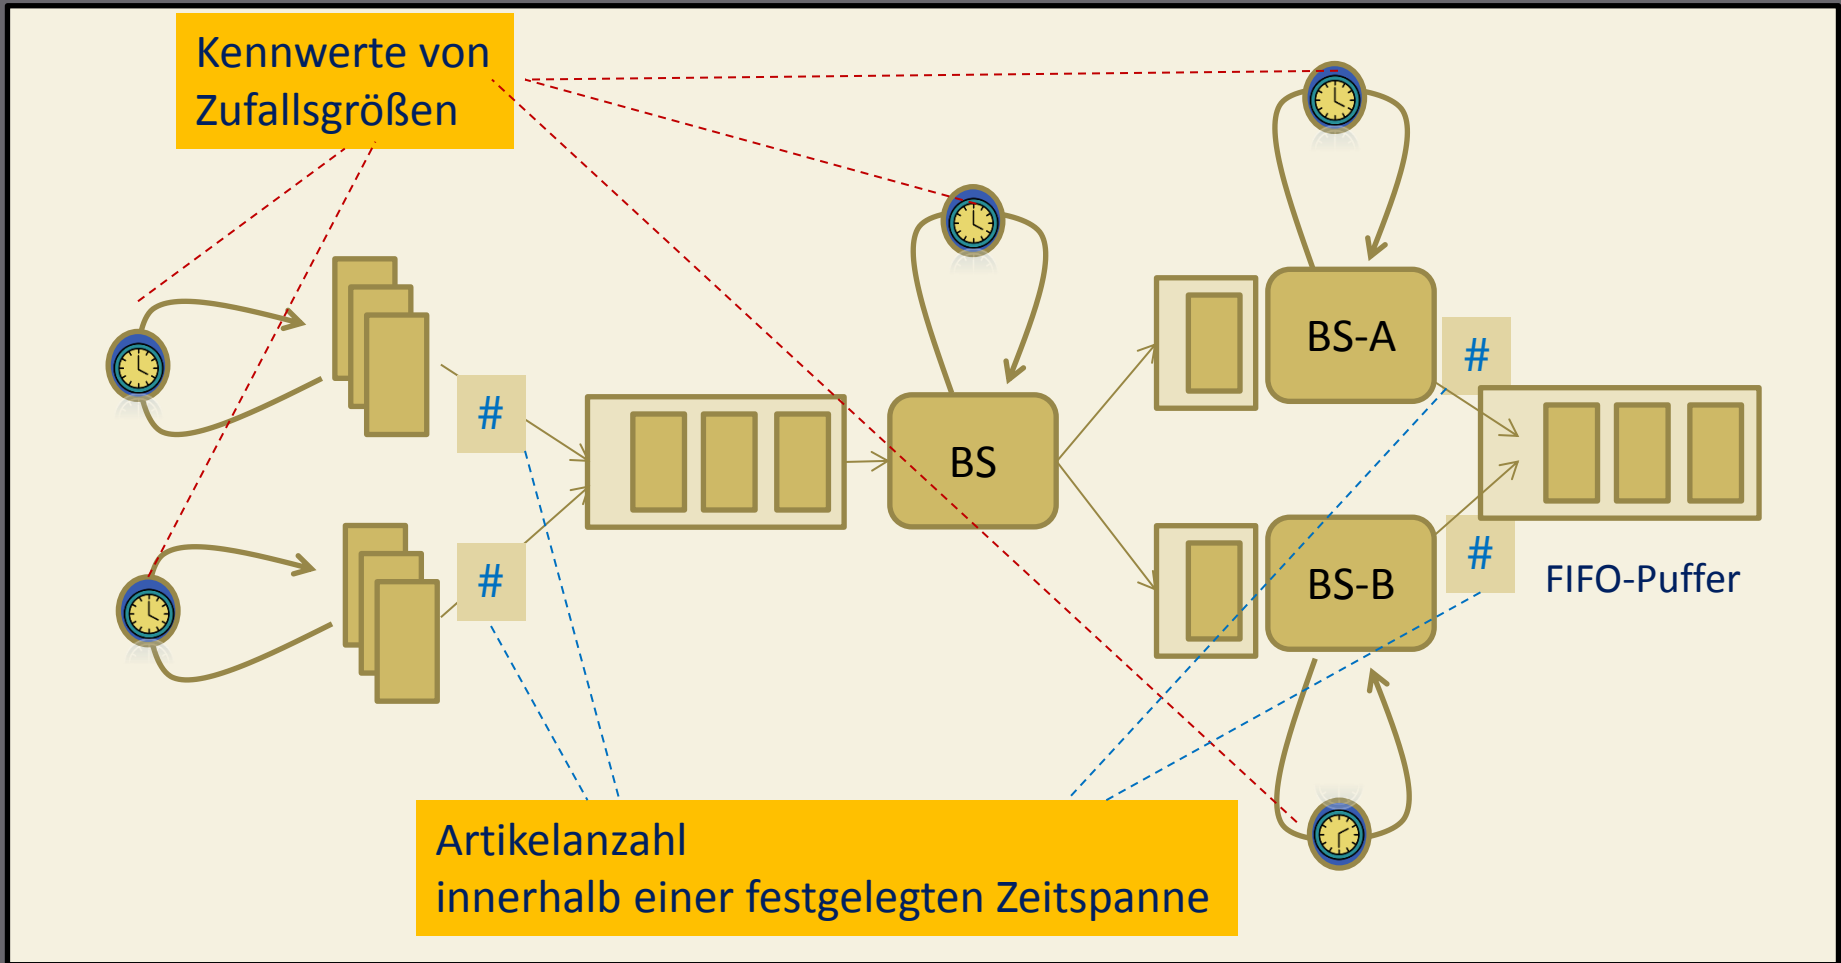 Kennwerte von
Zufallsgrößen
BS-A
#
#
BS
#
BS-B
#
FIFO-Puffer
Artikelanzahl
innerhalb einer festgelegten Zeitspanne